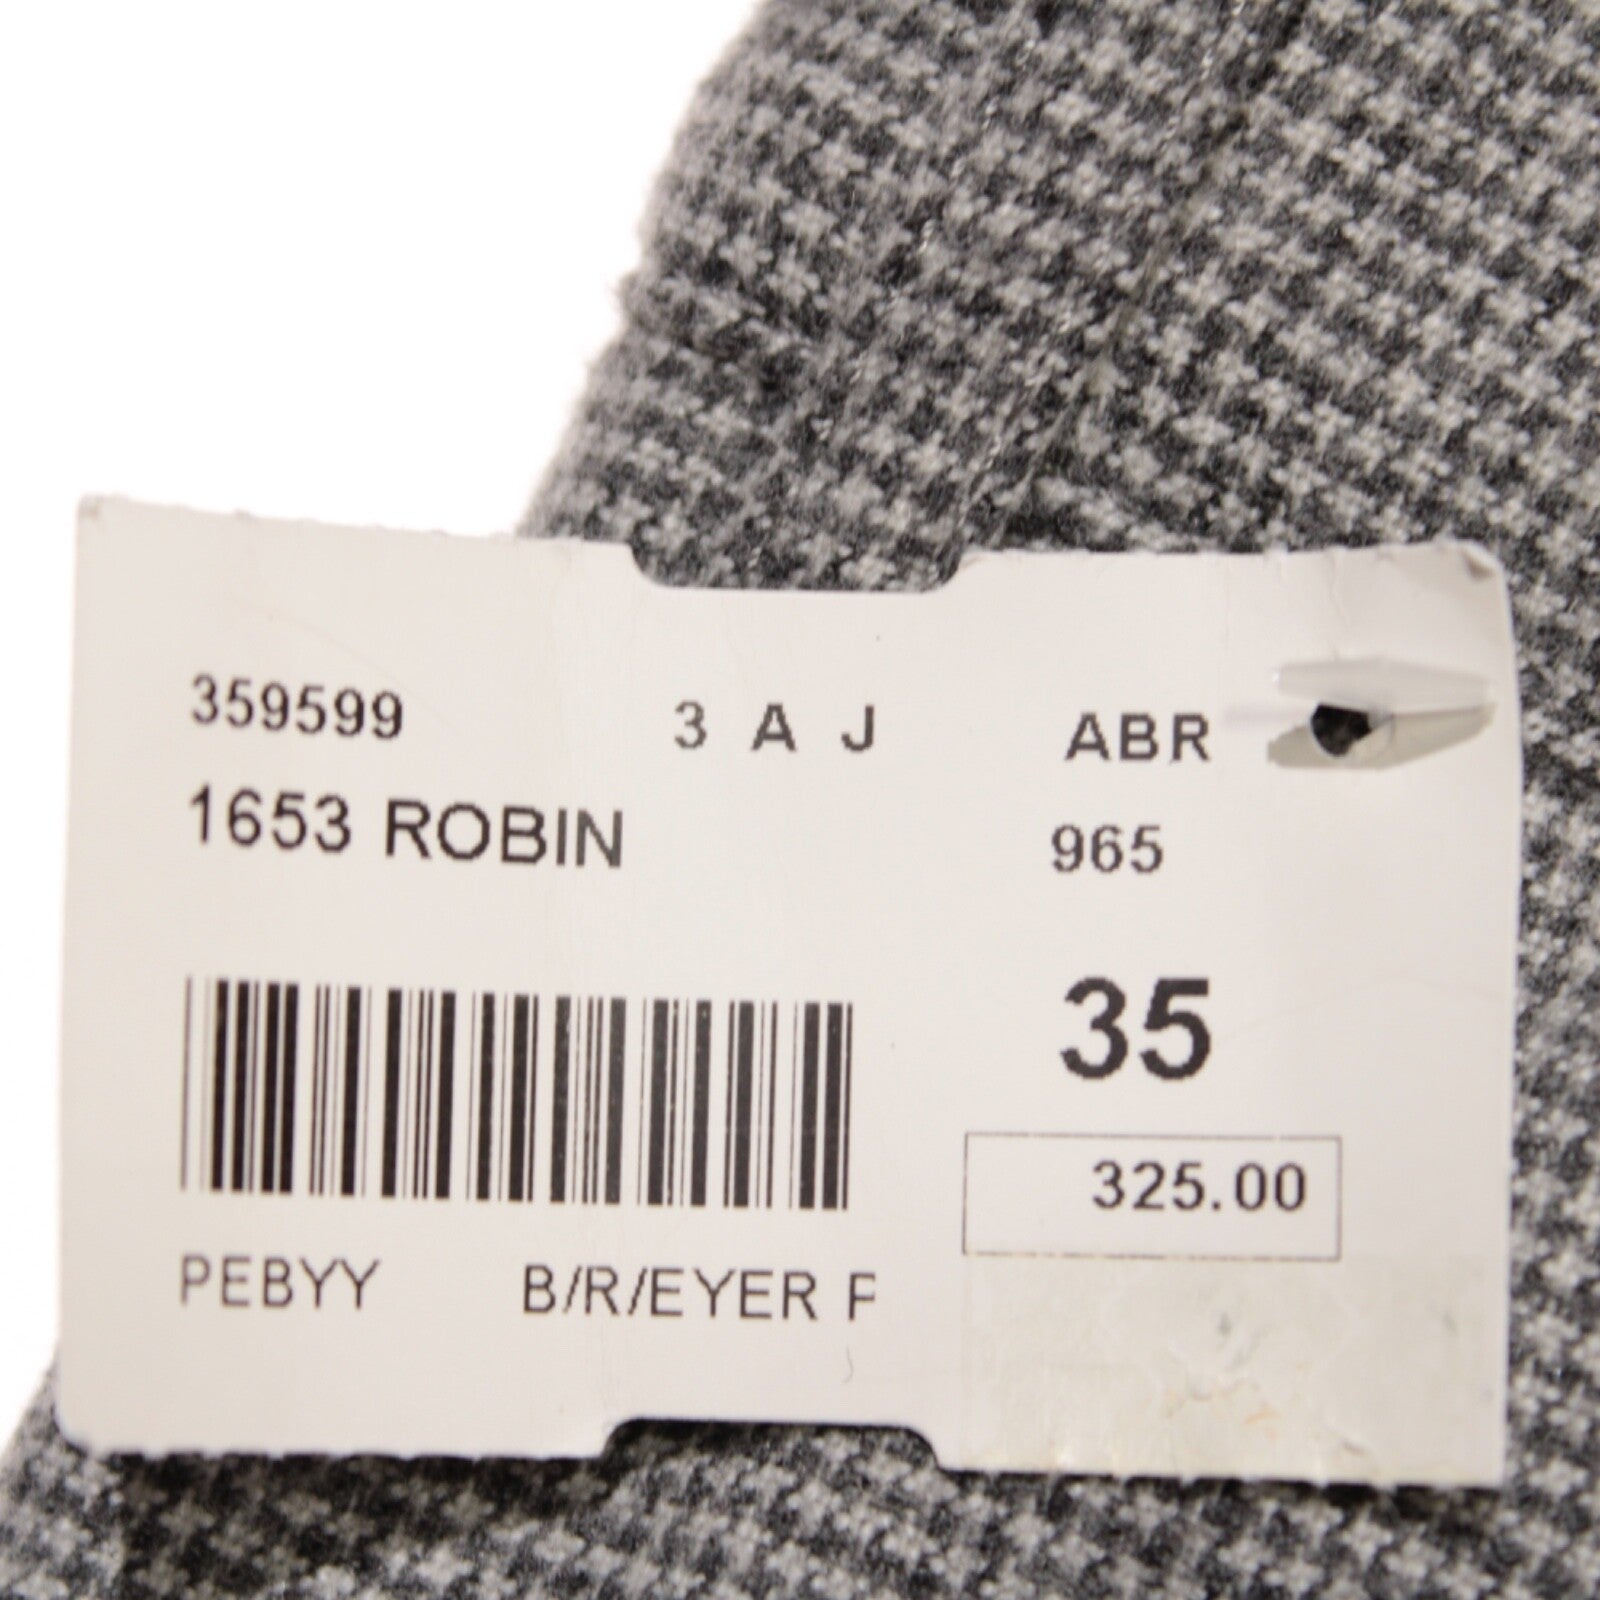 359599 3 A J ABR
1653 ROBIN 965
35
325.00
PEBYY B/R/EYER P